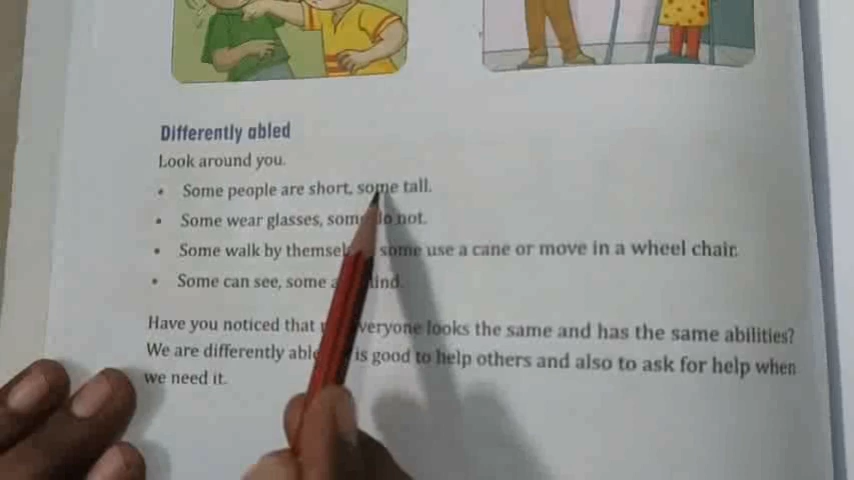 Differently abled
Look around you.
• Some people are short, some tall.
• Some wear glasses, some do not.
• Some walk by themsel some use a cane or move in a wheel chair.
• Some can see, some a ind.
Have you noticed that veryone looks the same and has the same abilities?
We are differently abl is good to help others and also to ask for help when
we need it.